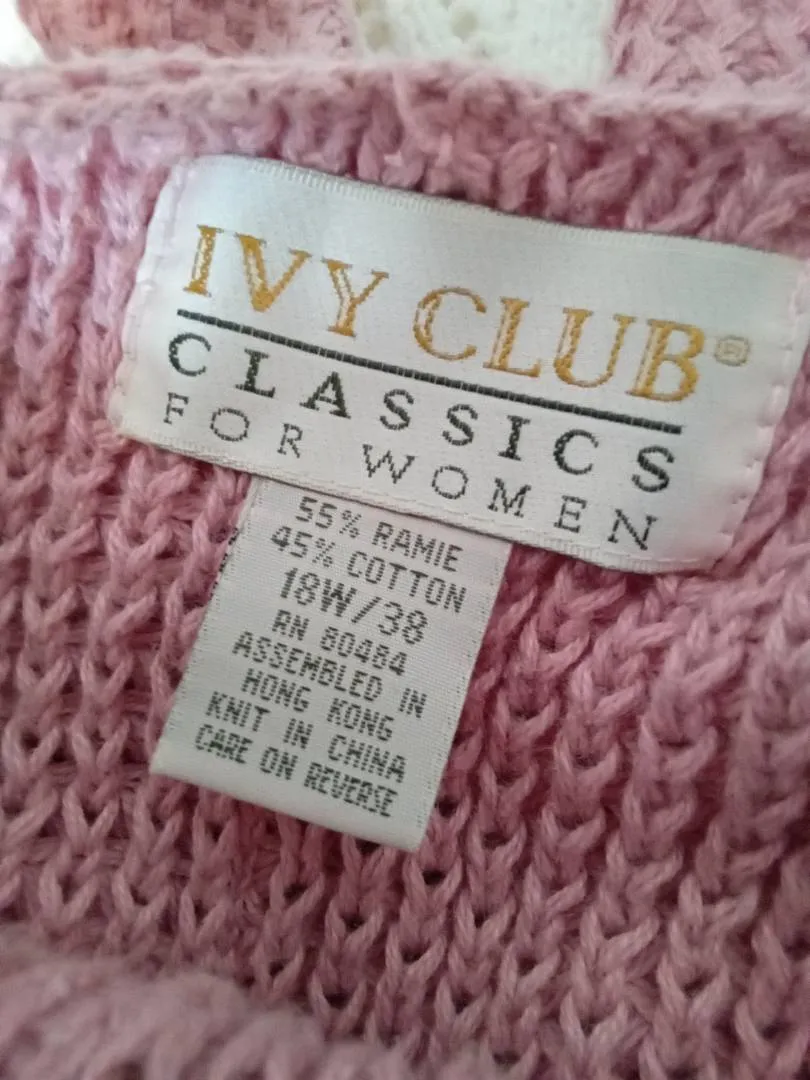 IVY CLUB®
CLASSICS
FOR WOMEN
55% RAMIE
45% COTTON
18W/38
RN 80484
ASSEMBLED IN
HONG KONG
KNIT IN CHINA
CARE ON REVERSE